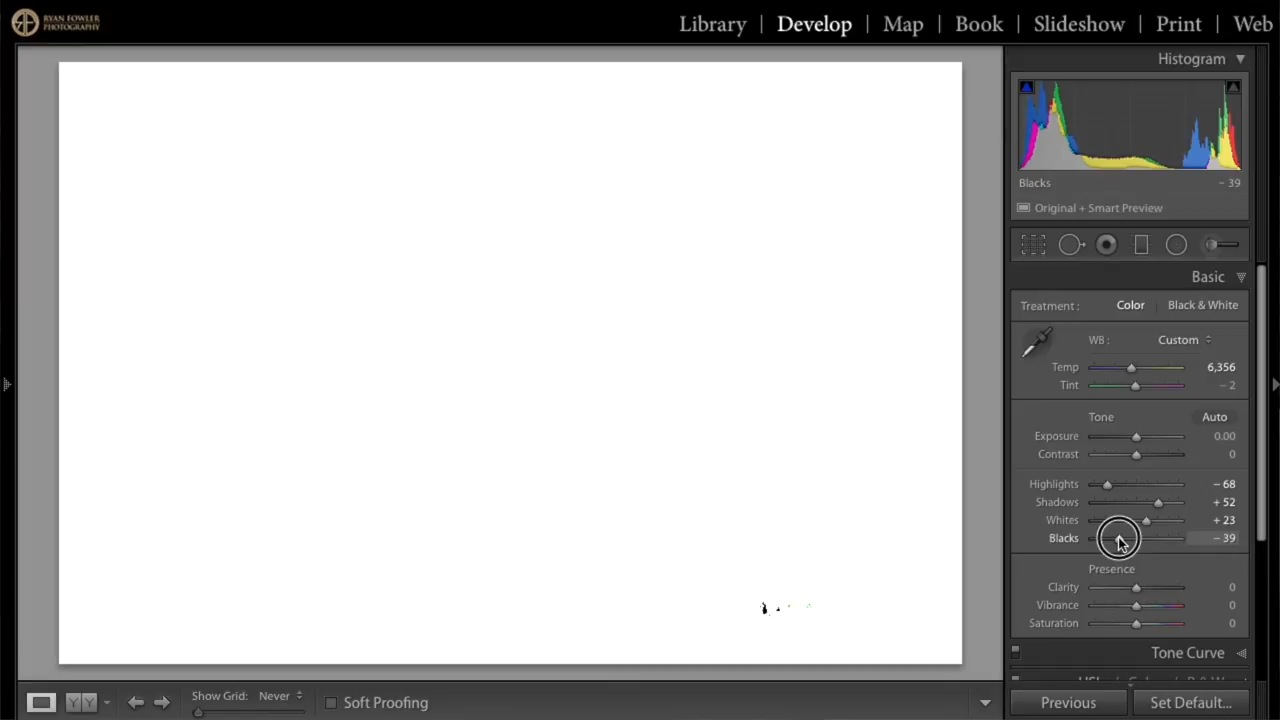 RYAN FOWLER
PHOTOGRAPHY
Library | Develop | Map | Book | Slideshow | Print | Web
Histogram
Blacks - 39
Original + Smart Preview
Basic
Treatment : Color Black & White
WB : Custom
Temp 6,356
Tint - 2
Tone Auto
Exposure 0.00
Contrast 0
Highlights - 68
Shadows + 52
Whites + 23
Blacks - 39
Presence
Clarity 0
Vibrance 0
Saturation 0
Tone Curve
Show Grid: Never
Soft Proofing
YY
Previous
Set Default...